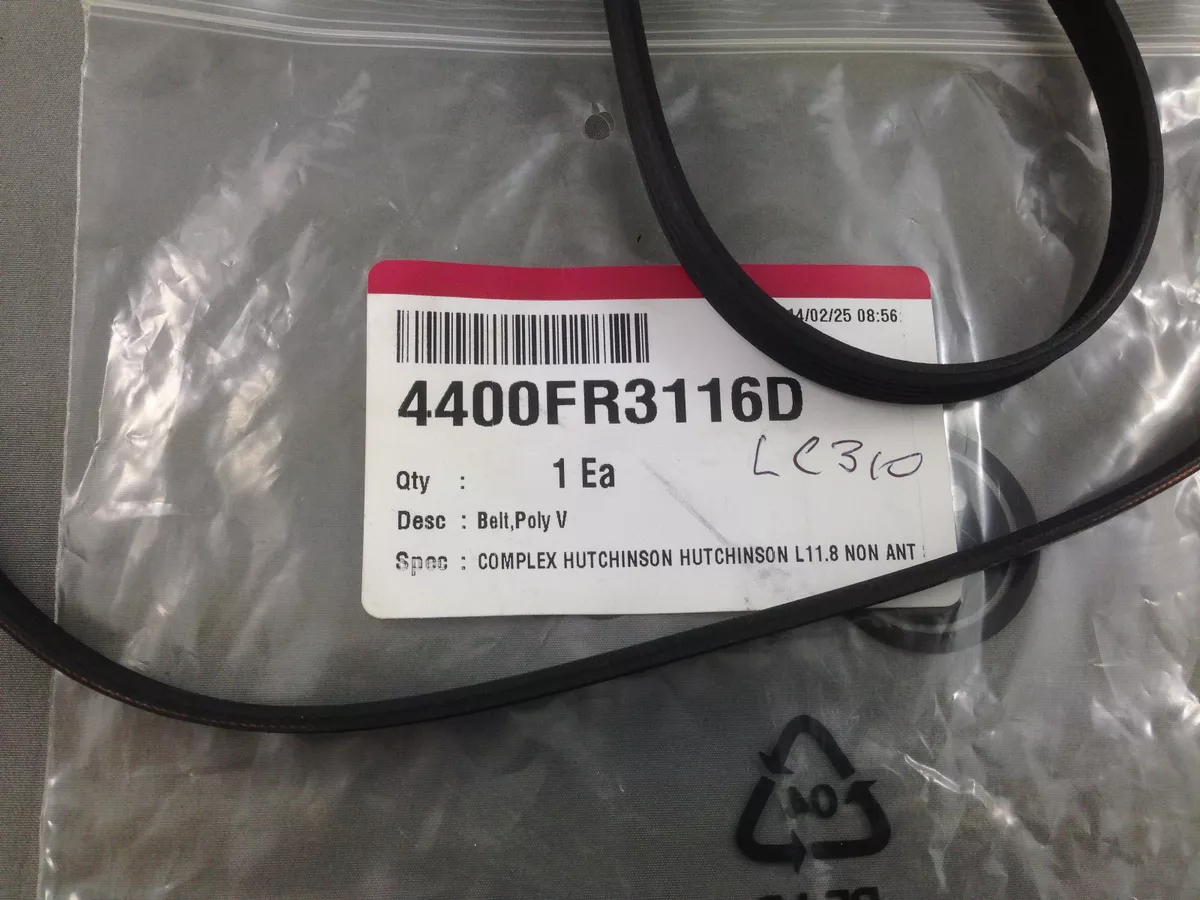 14/02/25 08:56
4400FR3116D
LC310
Qty : 1 Ea
Desc : Belt,Poly V
Spec : COMPLEX HUTCHINSON HUTCHINSON L11.8 NON ANT
04